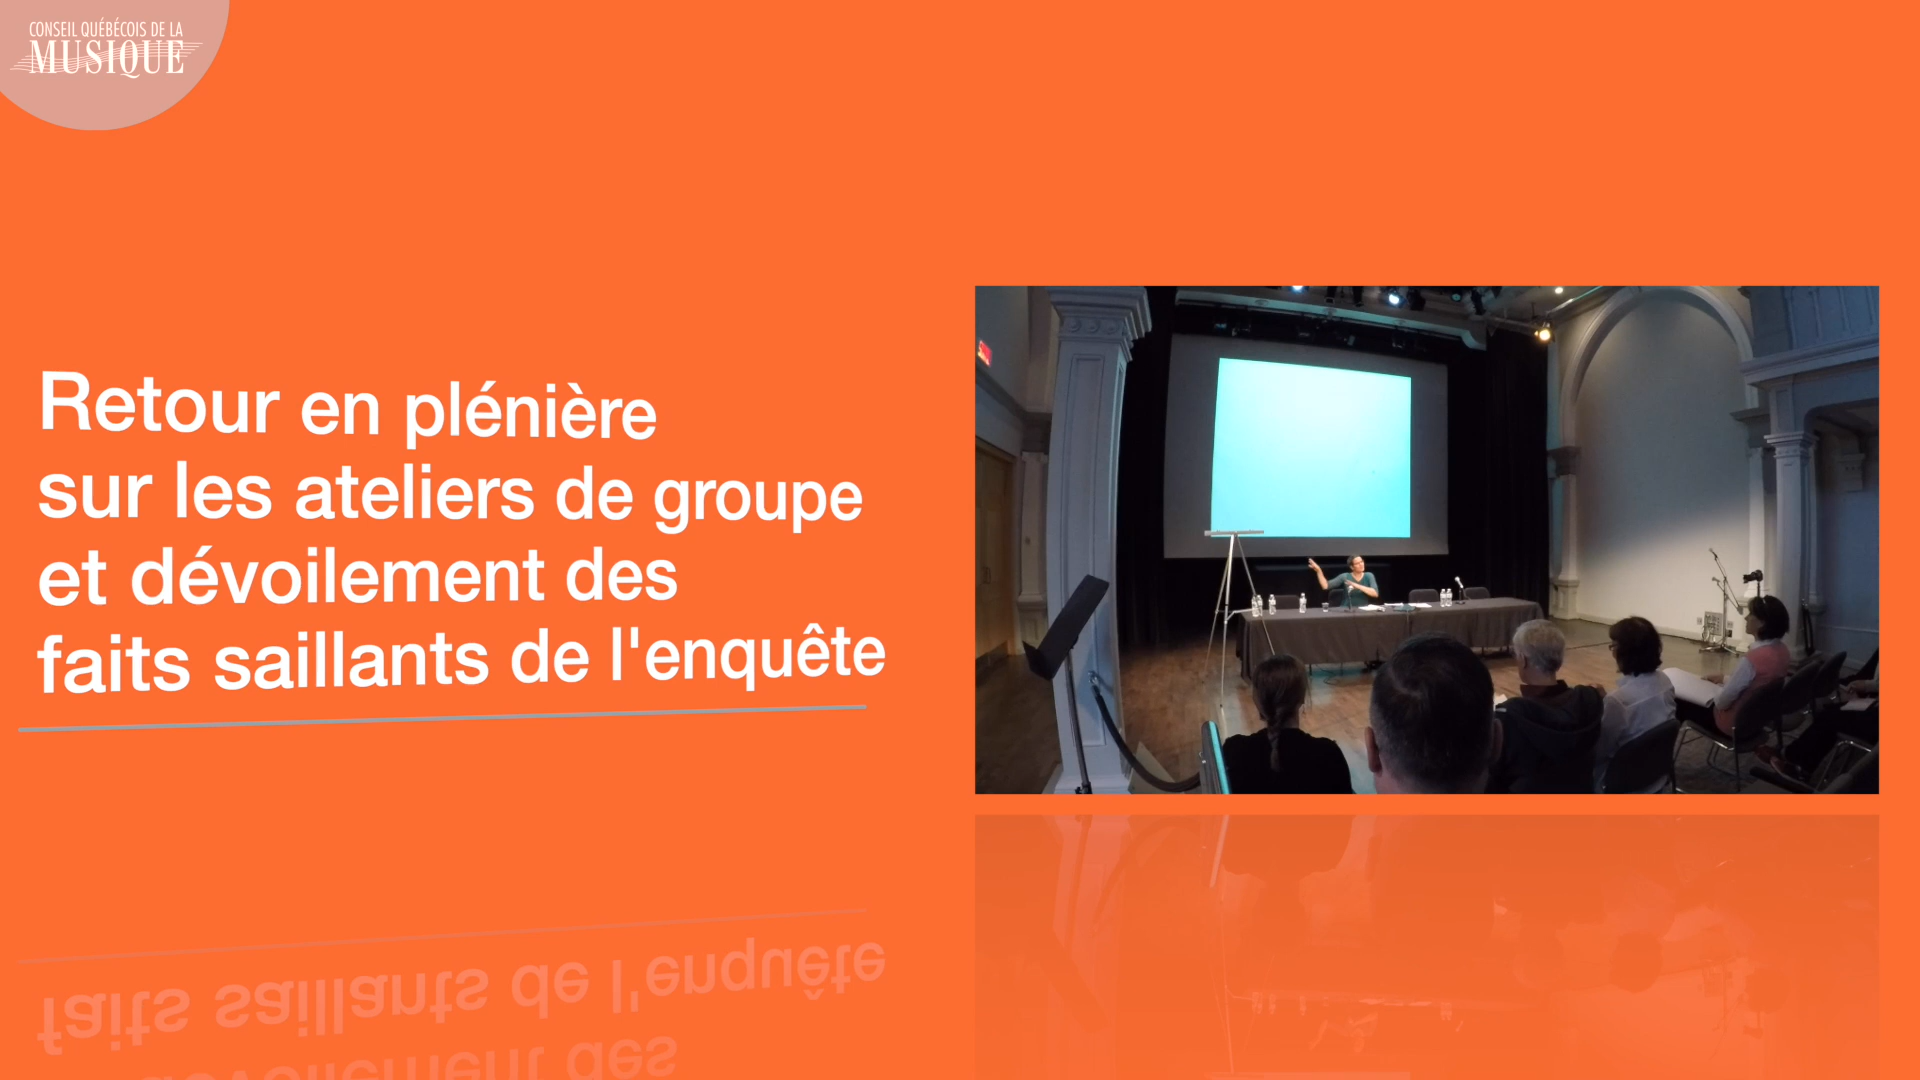 CONSEIL QUÉBÉCOIS DE LA
MUSIQUE
Retour en plénière
sur les ateliers de groupe
et dévoilement des
faits saillants de l'enquête